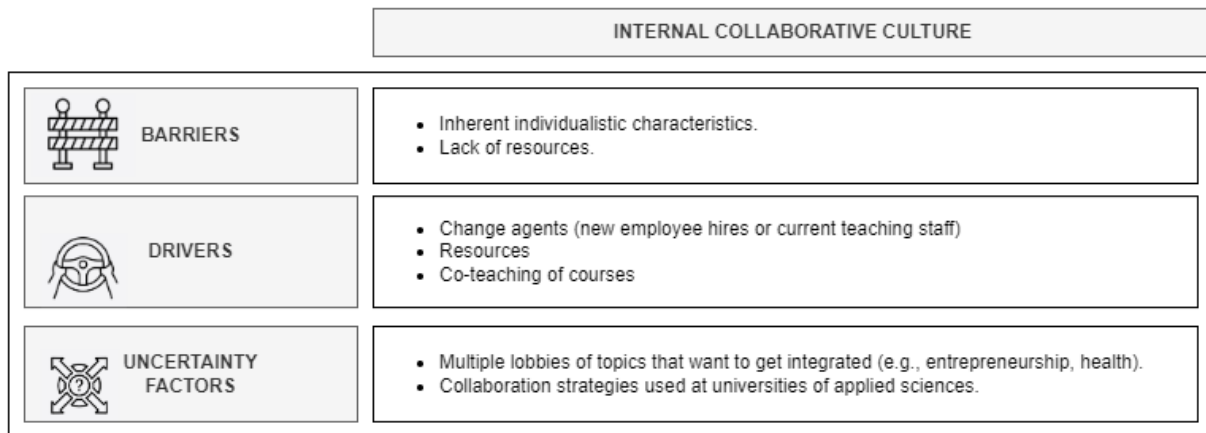 INTERNAL COLLABORATIVE CULTURE
BARRIERS
• Inherent individualistic characteristics.
• Lack of resources.
DRIVERS
• Change agents (new employee hires or current teaching staff)
• Resources
• Co-teaching of courses
UNCERTAINTY
FACTORS
?
• Multiple lobbies of topics that want to get integrated (e.g., entrepreneurship, health).
• Collaboration strategies used at universities of applied sciences.